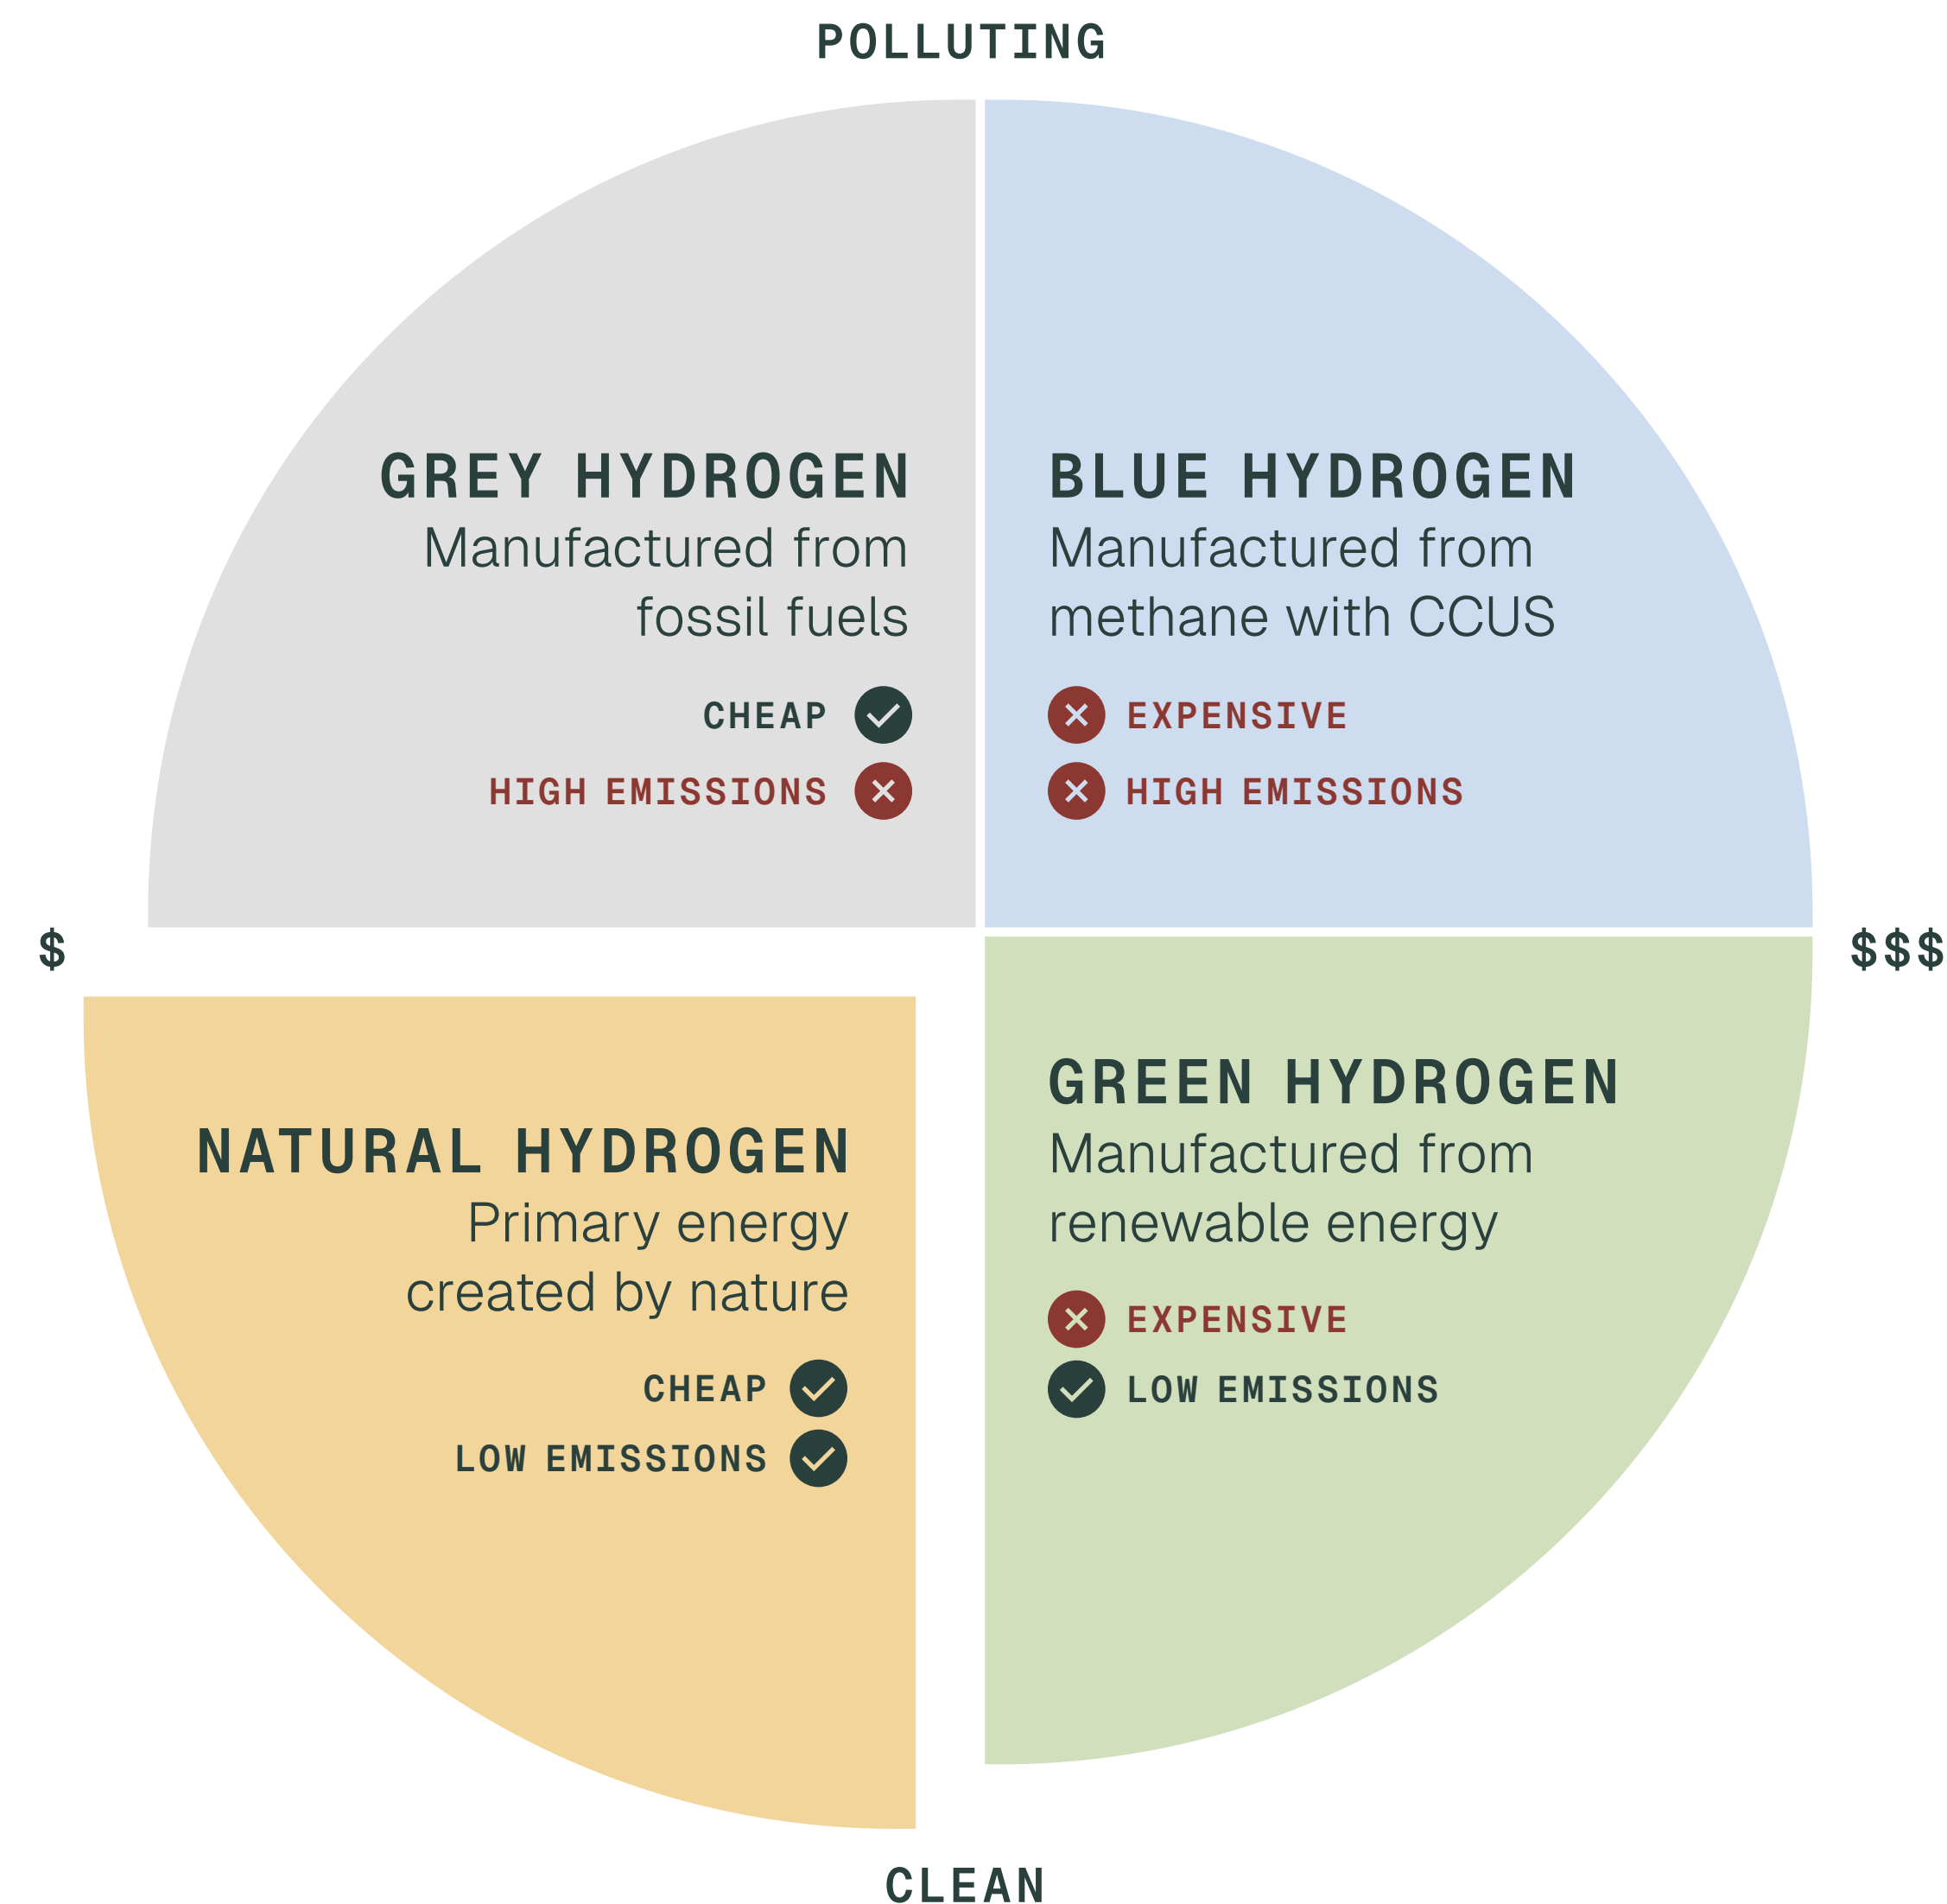 POLLUTING
GREY HYDROGEN
Manufactured from
fossil fuels
CHEAP
HIGH EMISSIONS
BLUE HYDROGEN
Manufactured from
methane with CCUS
EXPENSIVE
HIGH EMISSIONS
$
$$$
NATURAL HYDROGEN
Primary energy
created by nature
CHEAP
LOW EMISSIONS
GREEN HYDROGEN
Manufactured from
renewable energy
EXPENSIVE
LOW EMISSIONS
CLEAN